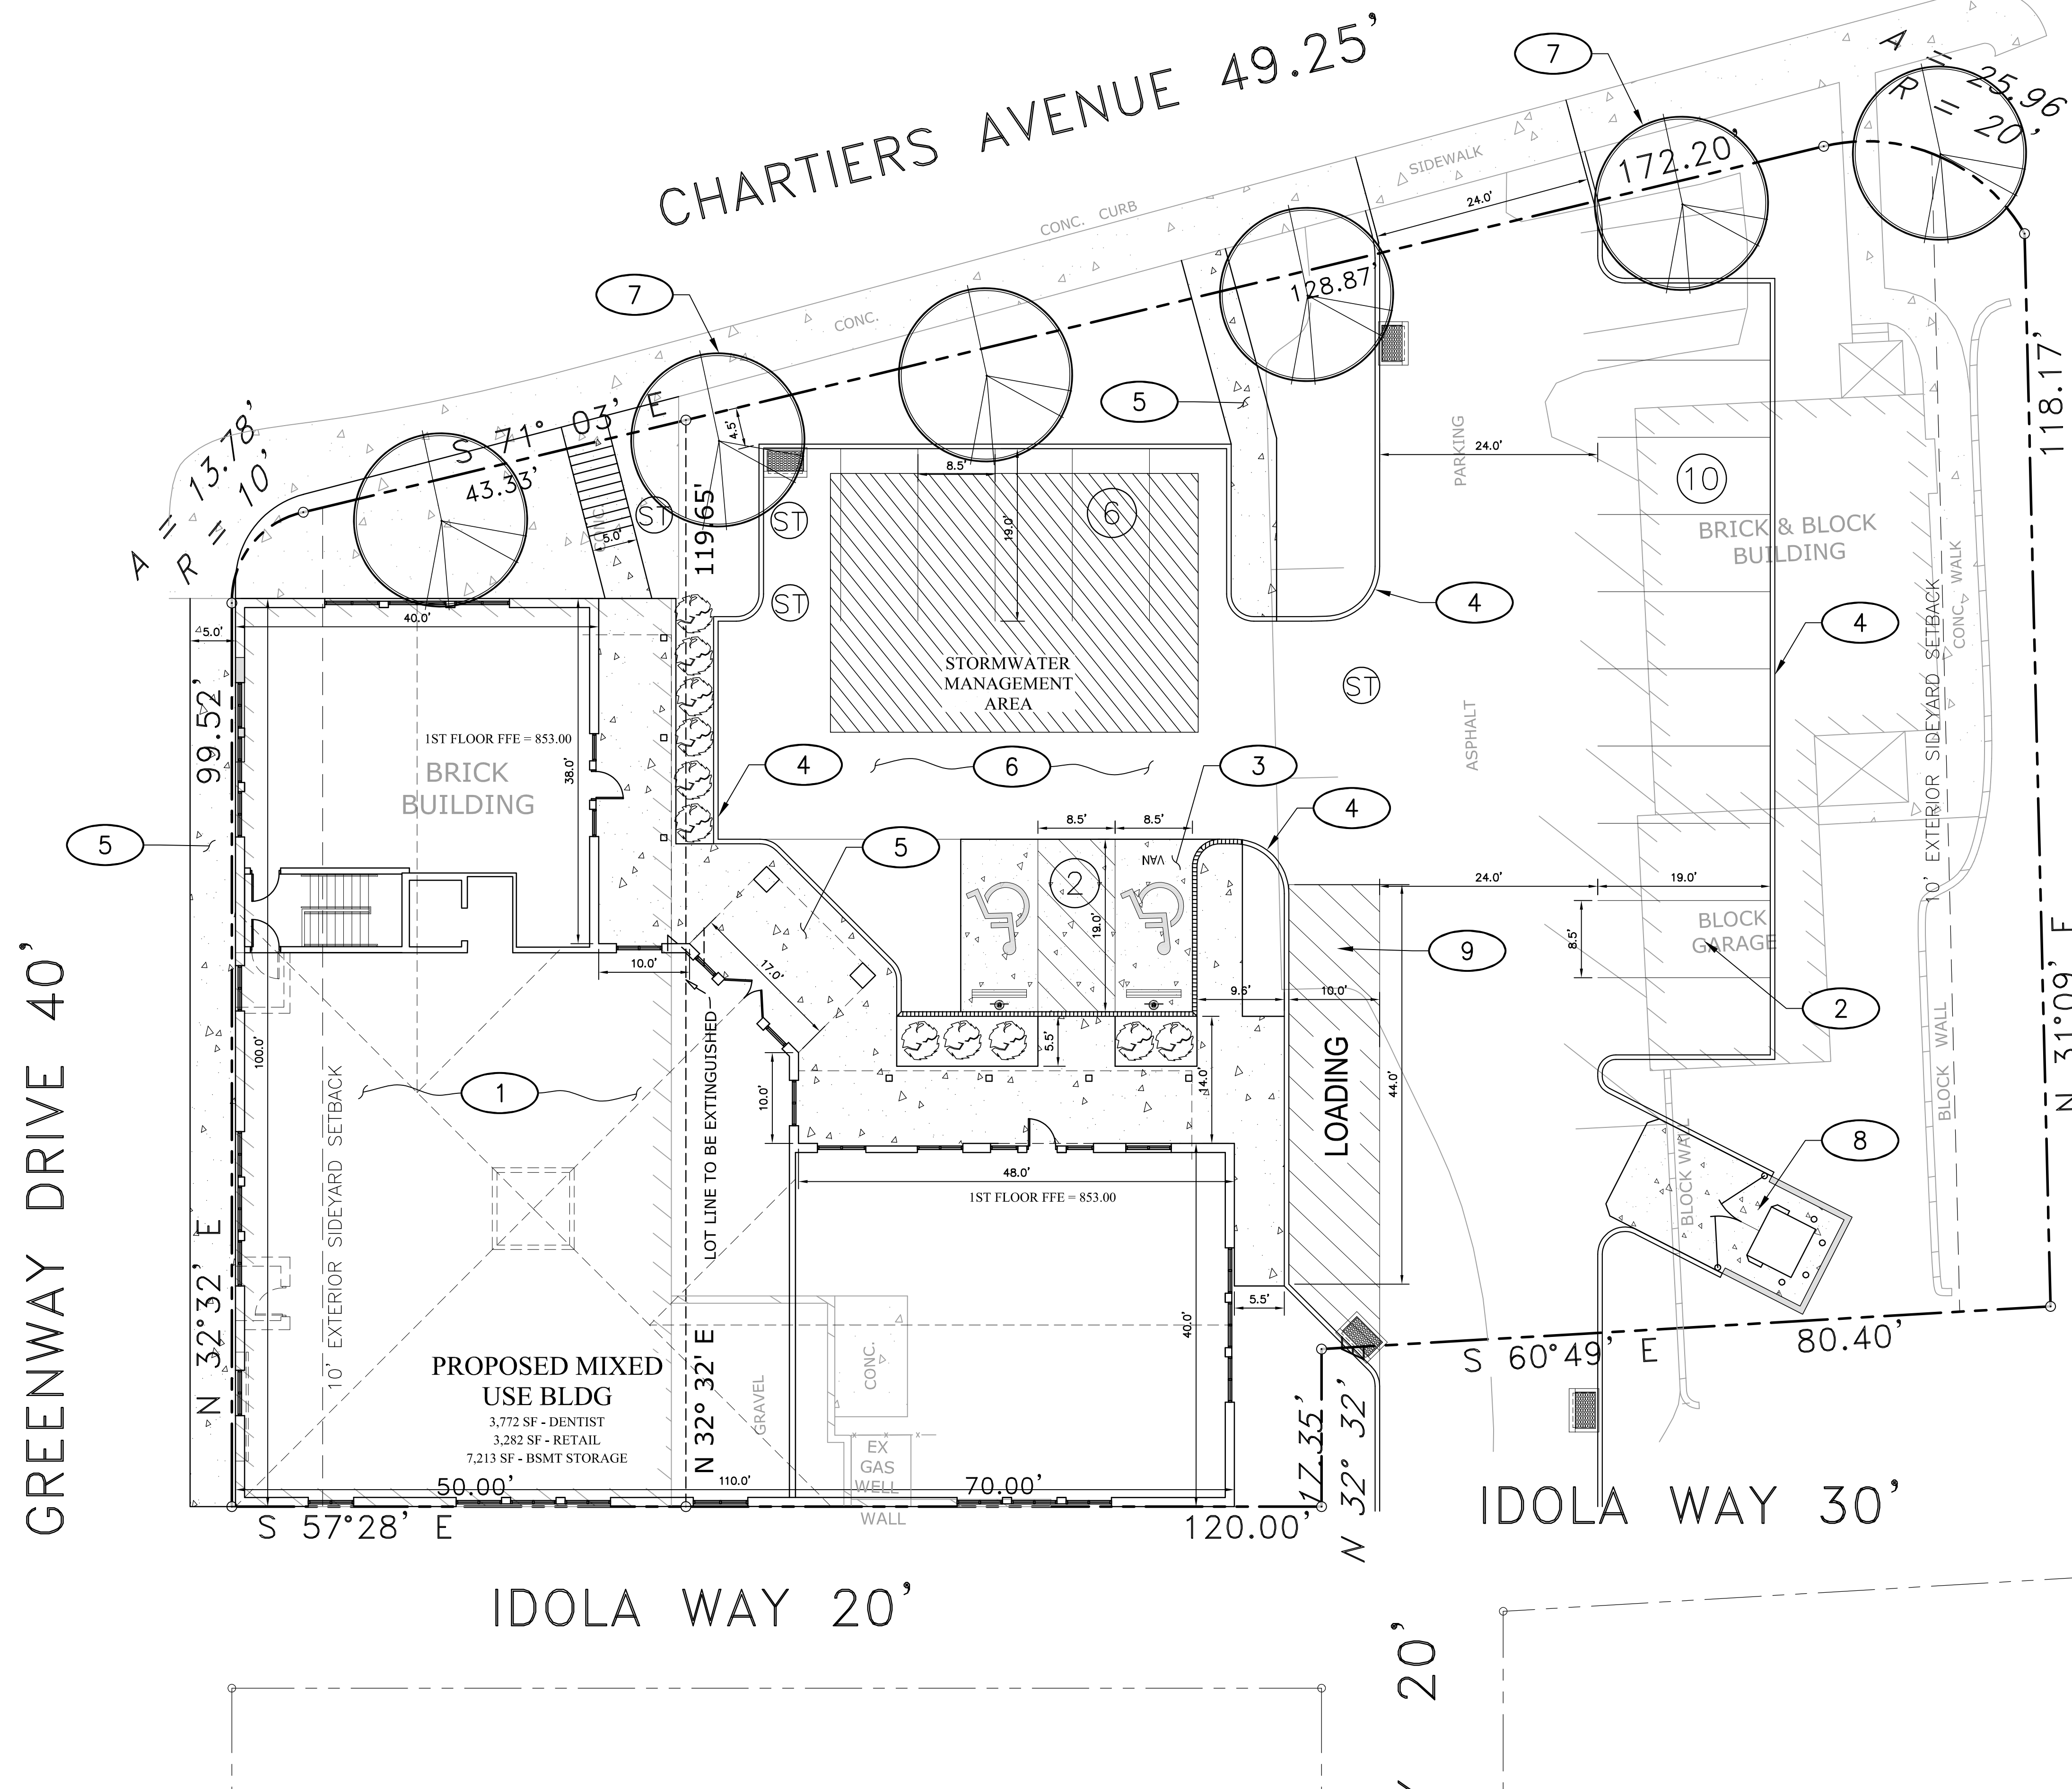 CHARTIERS AVENUE 49.25'
7
7
A = 25.96
R = 20'
172.20'
SIDEWALK
CONC. CURB
24.0'
128.87'
CONC.
5
4.5'
S 71° 03' E
43.33'
A = 13.78'
R = 10'
118.17'
N 31°09' E
119.65'
ST
ST
ST
ST
5.0'
8.5'
19.0'
6
STORMWATER
MANAGEMENT
AREA
PARKING
24.0'
10
BRICK & BLOCK
BUILDING
4
4
CONC. WALK
10' EXTERIOR SIDEYARD SETBACK
ASPHALT
5.0'
40.0'
99.52'
1ST FLOOR FFE = 853.00
38.0'
BRICK
BUILDING
5
4
6
3
4
5
8.5'
8.5'
VAN
2
19.0'
24.0'
19.0'
8.5'
BLOCK
GARAGE
9
2
9.6'
10.0'
10.0'
17.0'
5.5'
14.0'
44.0'
LOADING
BLOCK WALL
BLOCK WALL
8
GREENWAY DRIVE 40'
N 32°32' E
100.0'
10' EXTERIOR SIDEYARD SETBACK
1
LOT LINE TO BE EXTINGUISHED
10.0'
48.0'
1ST FLOOR FFE = 853.00
40.0'
5.5'
N 32° 32' E
GRAVEL
CONC.
EX
GAS
WELL
WALL
PROPOSED MIXED
USE BLDG
3,772 SF - DENTIST
3,282 SF - RETAIL
7,213 SF - BSMT STORAGE
50.00'
110.0'
70.00'
S 57°28' E
120.00'
17.35'
N 32° 32'
S 60°49' E
80.40'
IDOLA WAY 30'
IDOLA WAY 20'
20'